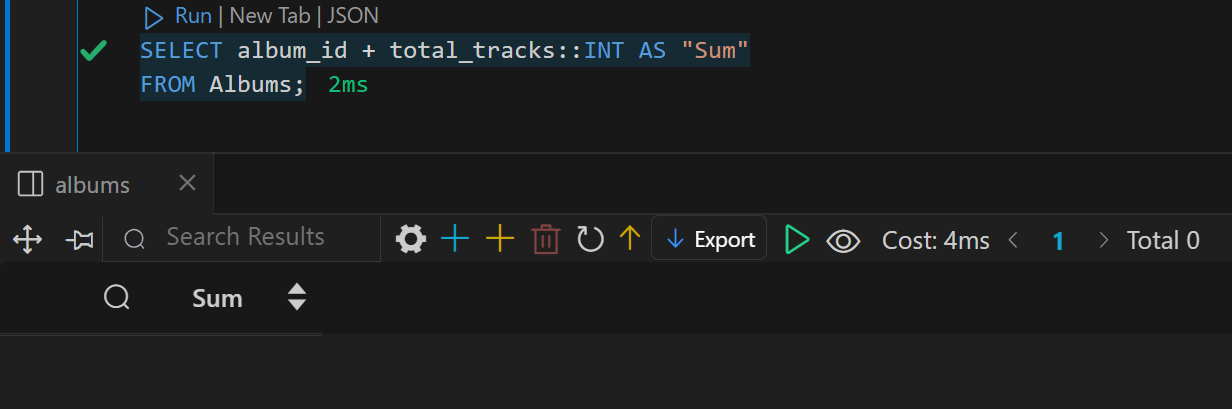 Run | New Tab | JSON
SELECT album_id + total_tracks::INT AS "Sum"
FROM Albums; 2ms
albums
Search Results Export Cost: 4ms 1 Total 0
Sum